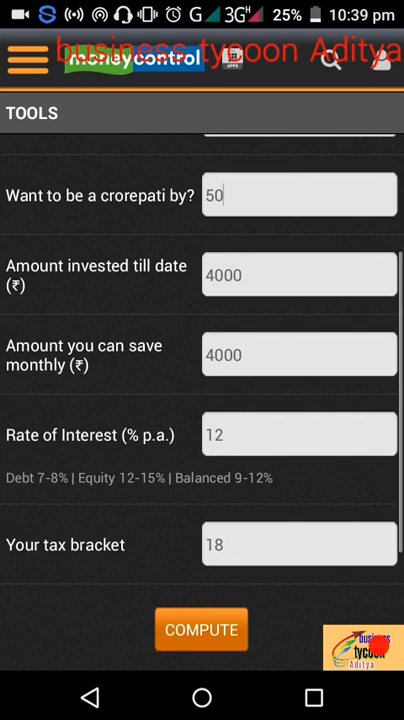 G 3G H 25% 10:39 pm
business tycoon Aditya
moneycontrol
APPS
TOOLS
Want to be a crorepati by? 50
Amount invested till date (₹) 4000
Amount you can save monthly (₹) 4000
Rate of Interest (% p.a.) 12
Debt 7-8% | Equity 12-15% | Balanced 9-12%
Your tax bracket 18
COMPUTE
business
tycoon
Aditya